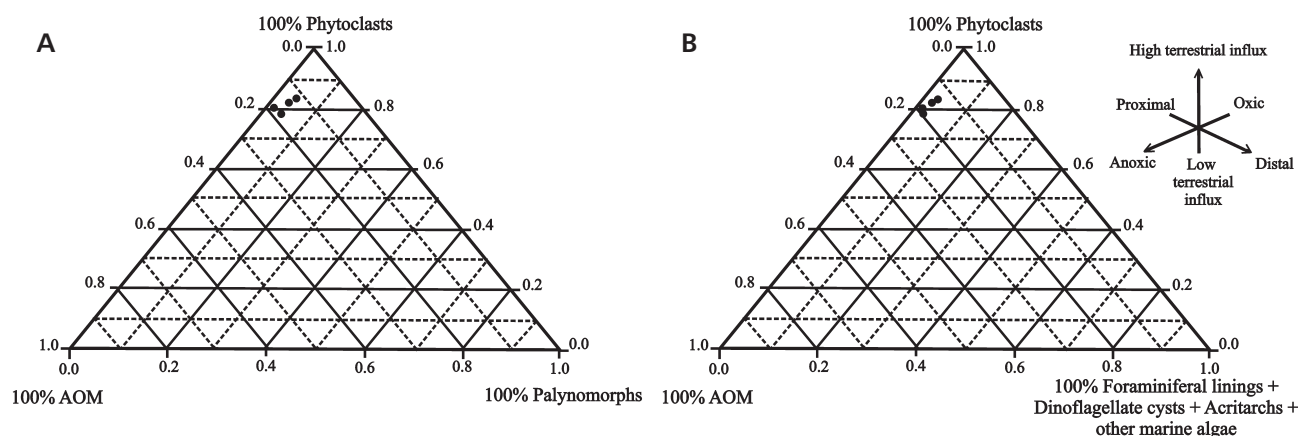 A
100% Phytoclasts
0.0 1.0
0.2 0.8
0.4 0.6
0.6 0.4
0.8 0.2
1.0 0.0
0.0 0.2 0.4 0.6 0.8 1.0
100% AOM
100% Palynomorphs
B
100% Phytoclasts
0.0 1.0
0.2 0.8
0.4 0.6
0.6 0.4
0.8 0.2
1.0 0.0
0.0 0.2 0.4 0.6 0.8 1.0
100% AOM
100% Foraminiferal linings +
Dinoflagellate cysts + Acritarchs +
other marine algae
High terrestrial influx
Proximal Oxic
Anoxic Distal
Low
terrestrial
influx